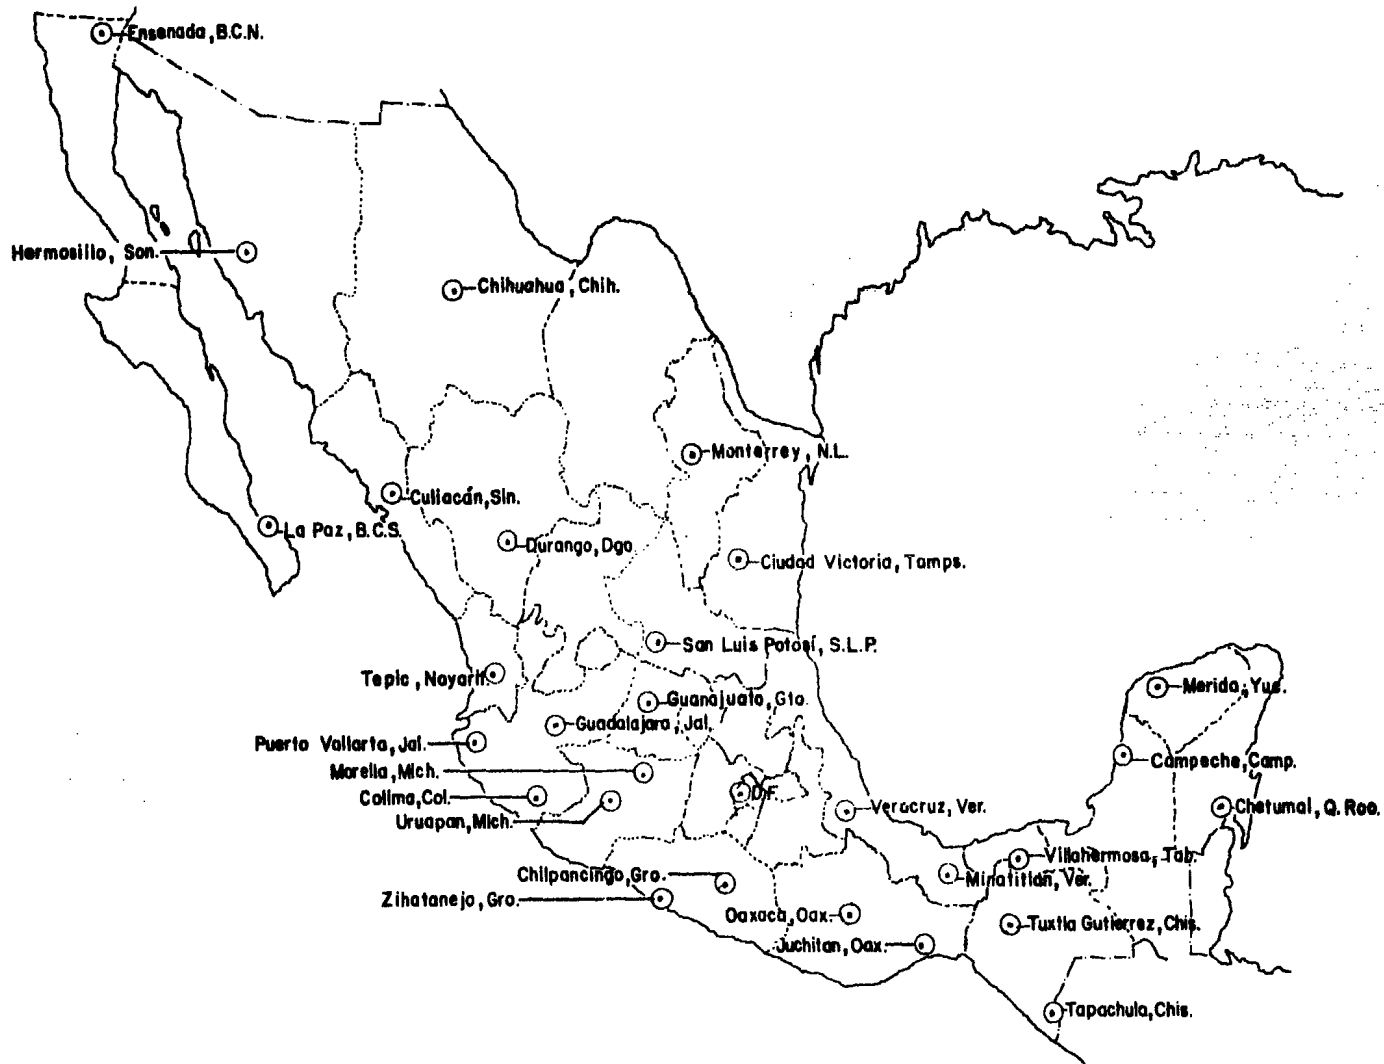 Ensenada, B.C.N.
Hermosillo, Son.
Chihuahua, Chih.
Monterrey, N.L.
Culiacán, Sin.
La Paz, B.C.S.
Durango, Dgo
Ciudad Victoria, Tamps.
San Luis Potosí, S.L.P.
Tepic, Nayarit.
Merida, Yuc.
Guanajuato, Gto.
Guadalajara, Jal.
Puerto Vallarta, Jal.
Campeche, Camp.
Morelia, Mich.
D.F.
Colima, Col.
Veracruz, Ver.
Chetumal, Q. Roo.
Uruapan, Mich.
Villahermosa, Tab.
Chilpancingo, Gro.
Minatitlán, Ver.
Zihatanejo, Gro.
Oaxaca, Oax.
Tuxtla Gutierrez, Chis.
Juchitan, Oax.
Tapachula, Chis.